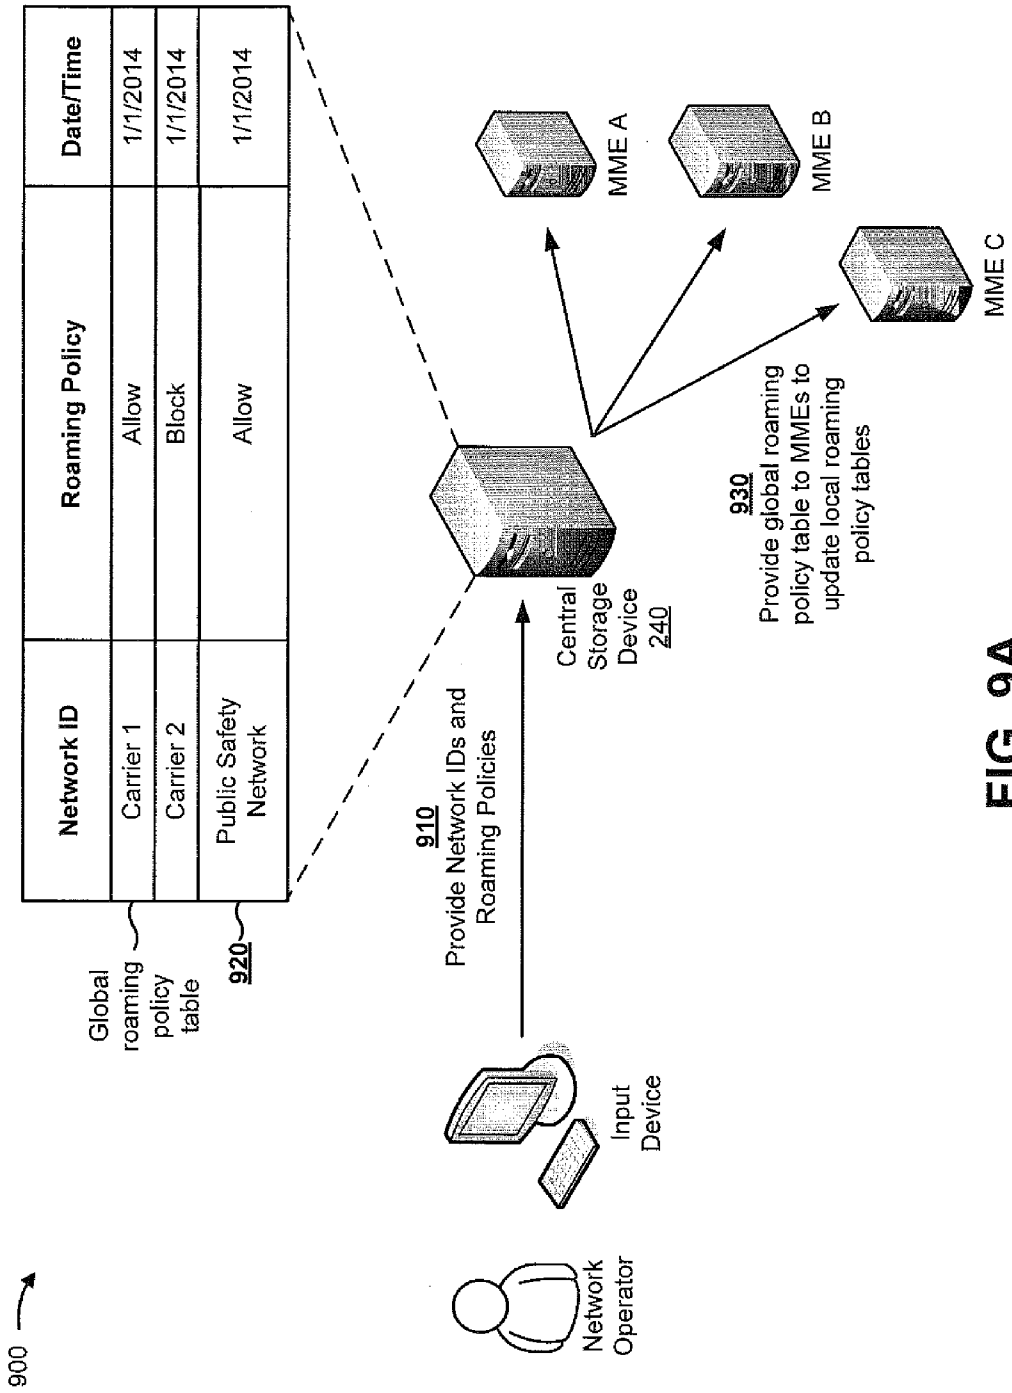 900
Network ID
Roaming Policy
Date/Time
Carrier 1
Allow
1/1/2014
Carrier 2
Block
1/1/2014
Public Safety
Network
Allow
1/1/2014
Global
roaming
policy
table
920
910
Provide Network IDs and
Roaming Policies
Network
Operator
Input
Device
Central
Storage
Device
240
930
Provide global roaming
policy table to MMEs to
update local roaming
policy tables
MME A
MME B
MME C
FIG. 9A